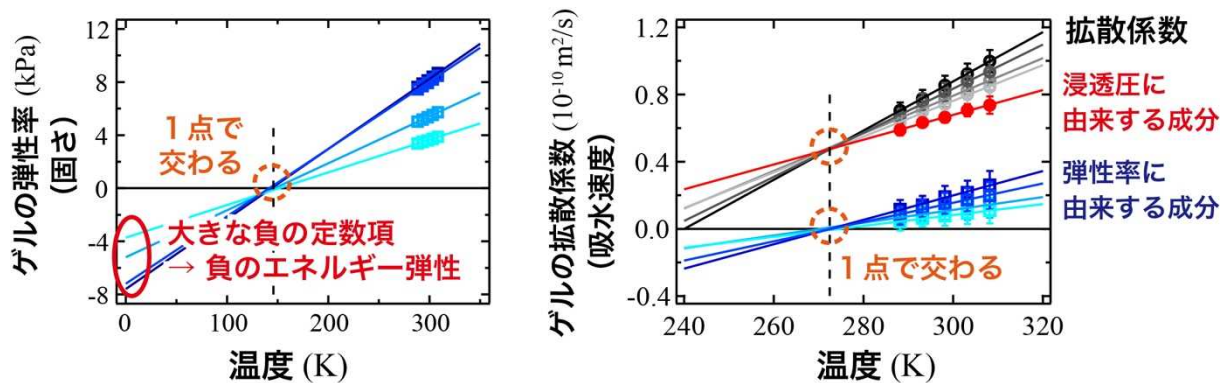 ゲルの弾性率 (kPa)
(固さ)
12
8
4
0
-4
-8
1点で
交わる
大きな負の定数項
→ 負のエネルギー弾性
0
100
200
300
温度 (K)
ゲルの拡散係数 (10⁻¹⁰ m²/s)
(吸水速度)
1.2
0.8
0.4
0.0
-0.4
1点で交わる
240
260
280
300
320
温度 (K)
拡散係数
浸透圧に
由来する成分
弾性率に
由来する成分